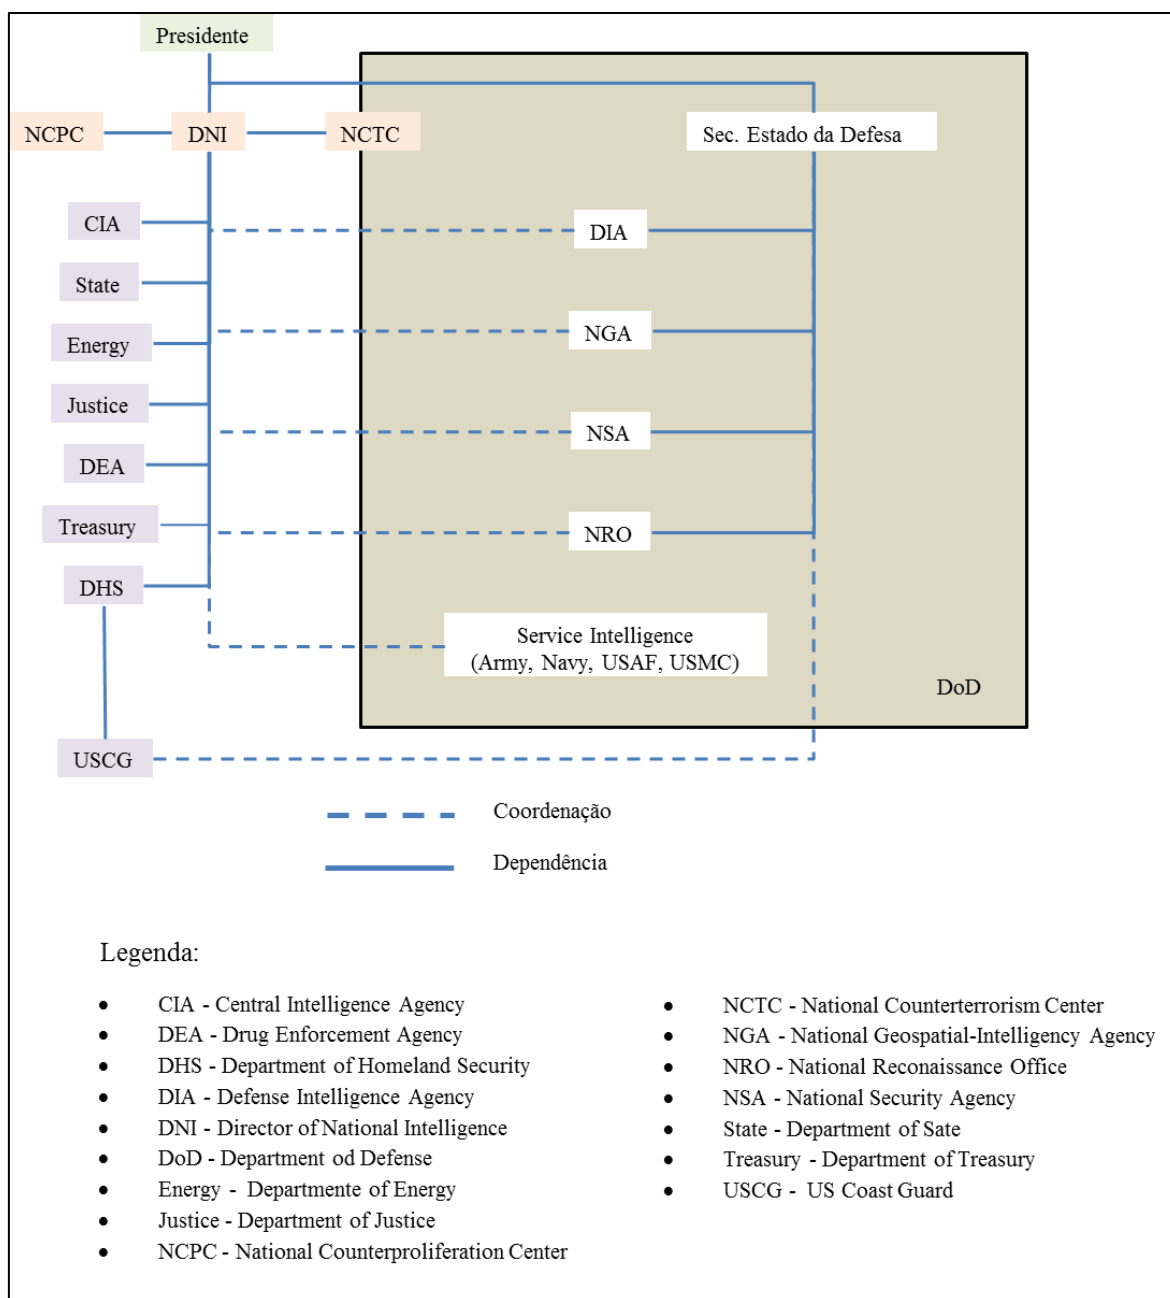 Presidente
NCPC
DNI
NCTC
Sec. Estado da Defesa
CIA
DIA
State
NGA
Energy
Justice
NSA
DEA
Treasury
NRO
DHS
Service Intelligence
(Army, Navy, USAF, USMC)
DoD
USCG
Coordenação
Dependência
Legenda:
• CIA - Central Intelligence Agency
• DEA - Drug Enforcement Agency
• DHS - Department of Homeland Security
• DIA - Defense Intelligence Agency
• DNI - Director of National Intelligence
• DoD - Department od Defense
• Energy - Departmente of Energy
• Justice - Department of Justice
• NCPC - National Counterproliferation Center
• NCTC - National Counterterrorism Center
• NGA - National Geospatial-Intelligency Agency
• NRO - National Reconaissance Office
• NSA - National Security Agency
• State - Department of Sate
• Treasury - Department of Treasury
• USCG - US Coast Guard